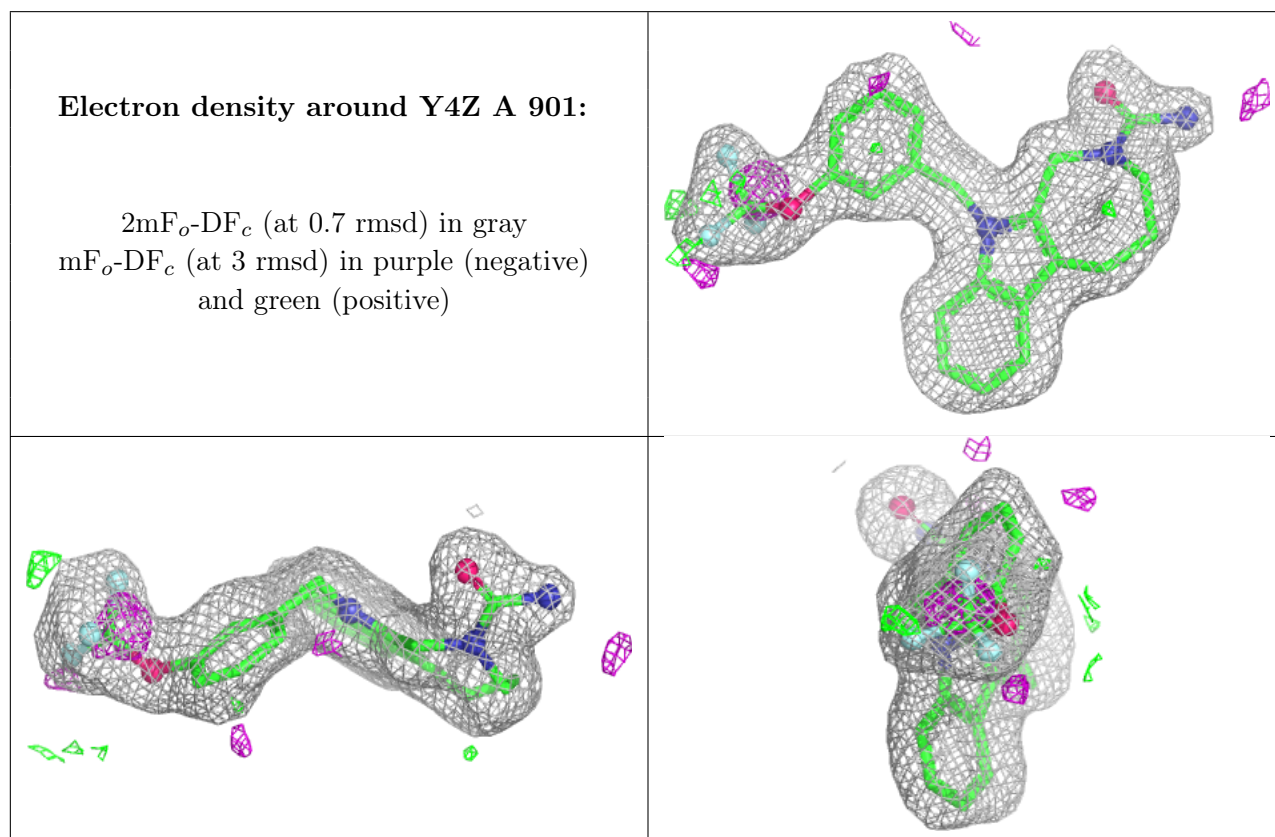 Electron density around Y4Z A 901:
2mFo-DFc (at 0.7 rmsd) in gray
mFo-DFc (at 3 rmsd) in purple (negative)
and green (positive)